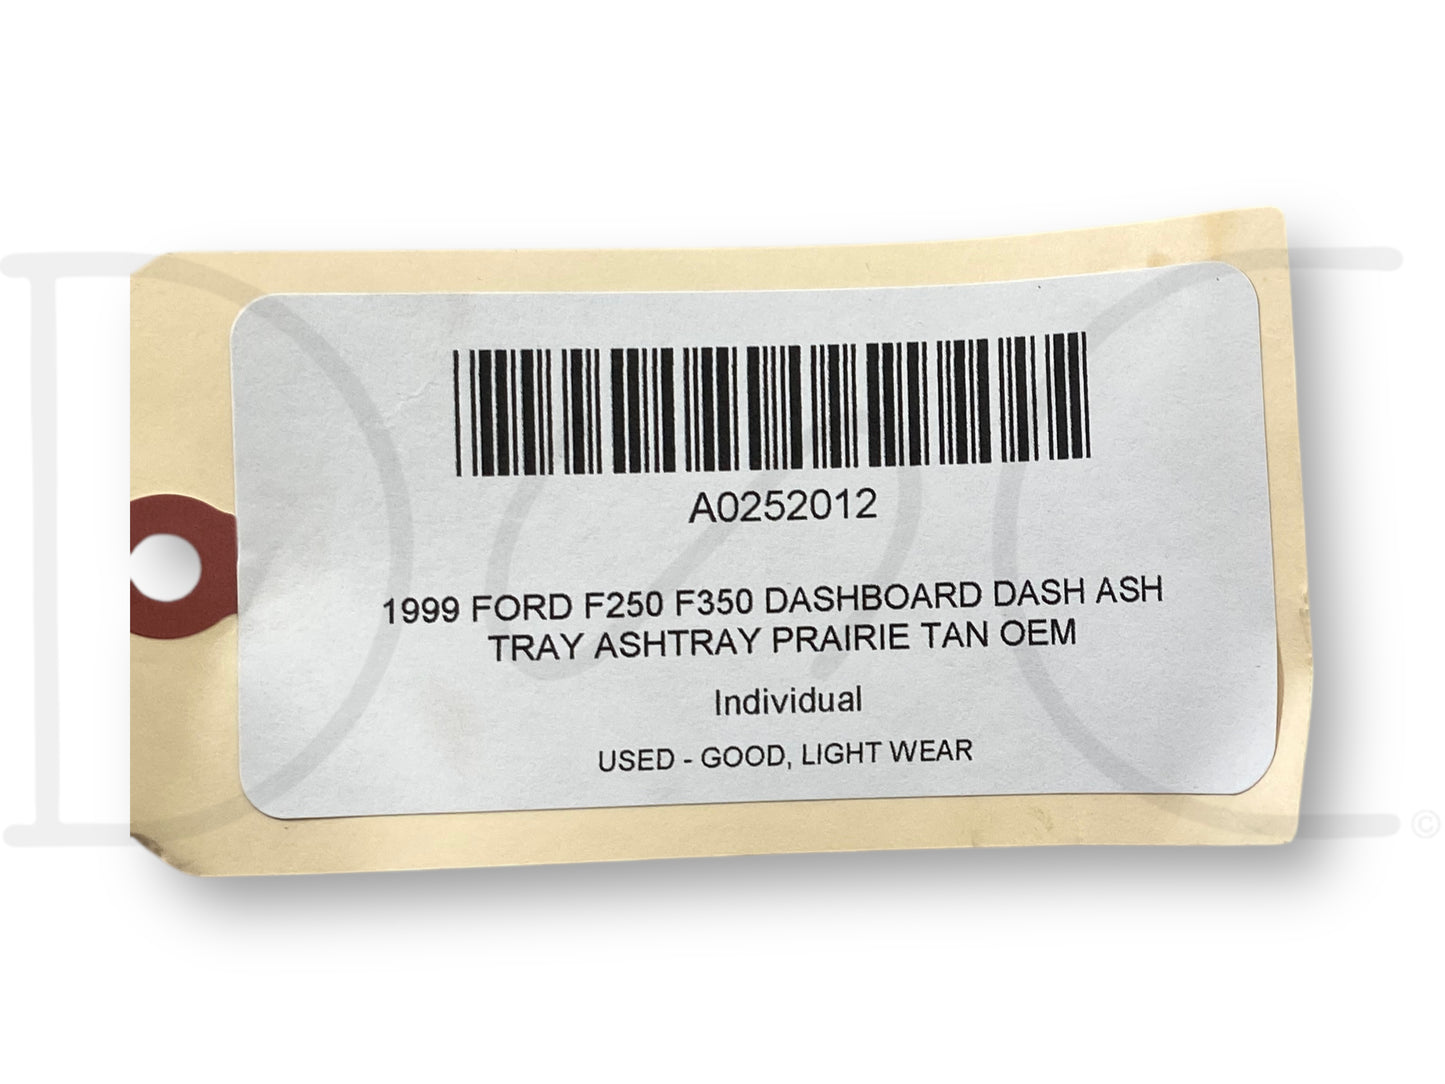 A0252012
1999 FORD F250 F350 DASHBOARD DASH ASH
TRAY ASHTRAY PRAIRIE TAN OEM
Individual
USED - GOOD, LIGHT WEAR
©